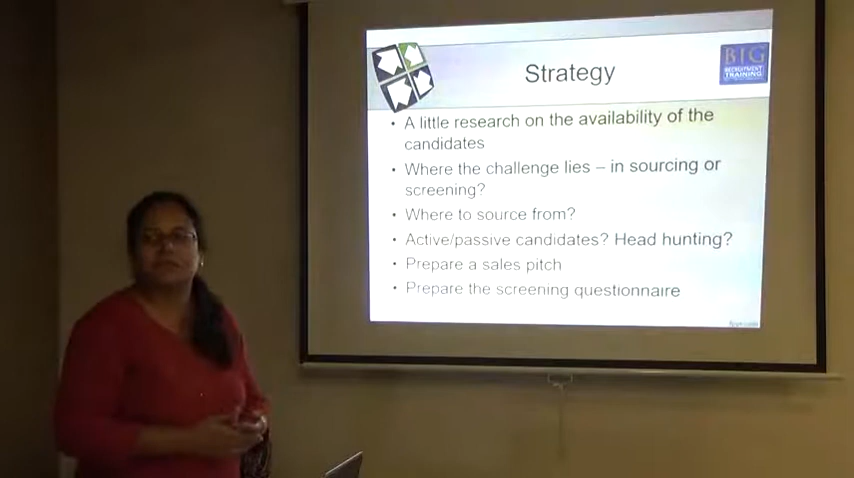 Strategy
BIG
RECRUITMENT
TRAINING
• A little research on the availability of the
candidates
• Where the challenge lies – in sourcing or
screening?
• Where to source from?
• Active/passive candidates? Head hunting?
• Prepare a sales pitch
• Prepare the screening questionnaire